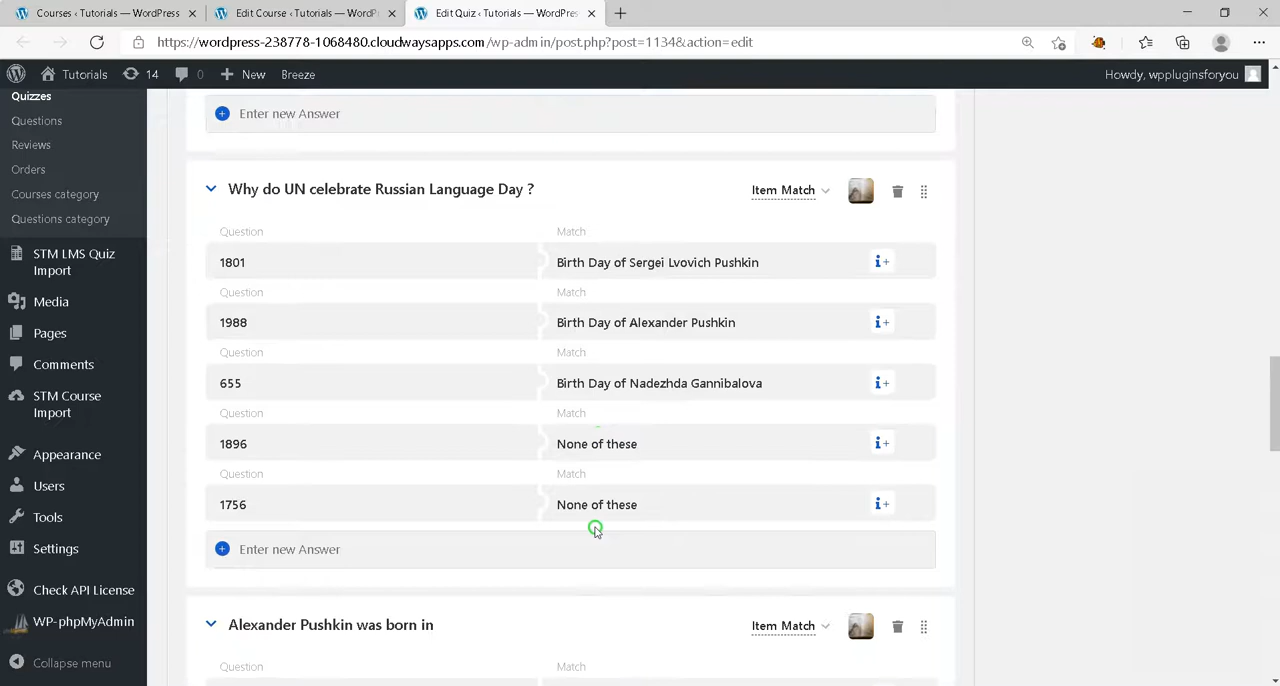 Courses ‹ Tutorials — WordPress
Edit Course ‹ Tutorials — WordP
Edit Quiz ‹ Tutorials — WordPres
https://wordpress-238778-1068480.cloudwaysapps.com/wp-admin/post.php?post=1134&action=edit
Tutorials
14
0
New
Breeze
Howdy, wppluginsforyou
Quizzes
Questions
Reviews
Orders
Courses category
Questions category
STM LMS Quiz
Import
Media
Pages
Comments
STM Course
Import
Appearance
Users
Tools
Settings
Check API License
WP-phpMyAdmin
Collapse menu
Enter new Answer
Why do UN celebrate Russian Language Day ?
Item Match
Question
Match
1801
Birth Day of Sergei Lvovich Pushkin
Question
Match
1988
Birth Day of Alexander Pushkin
Question
Match
655
Birth Day of Nadezhda Gannibalova
Question
Match
1896
None of these
Question
Match
1756
None of these
Enter new Answer
Alexander Pushkin was born in
Item Match
Question
Match